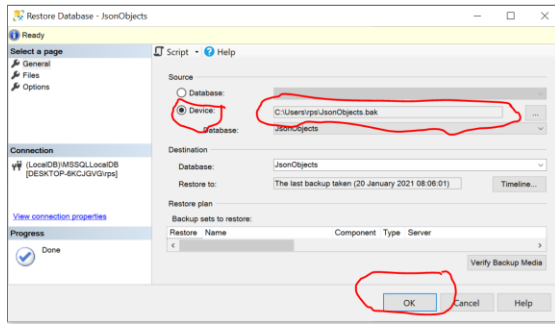 Restore Database - JsonObjects
Ready
Select a page
General
Files
Options
Script
Help
Source
Database:
Device:
C:\Users\rps\JsonObjects.bak
...
Database:
JsonObjects
Destination
Database:
JsonObjects
Restore to:
The last backup taken (20 January 2021 08:06:01)
Timeline...
Restore plan
Backup sets to restore:
Restore Name Component Type Server
Verify Backup Media
Connection
(LocalDB)\MSSQLLocalDB
[DESKTOP-6KCJGVG\rps]
View connection properties
Progress
Done
OK
Cancel
Help